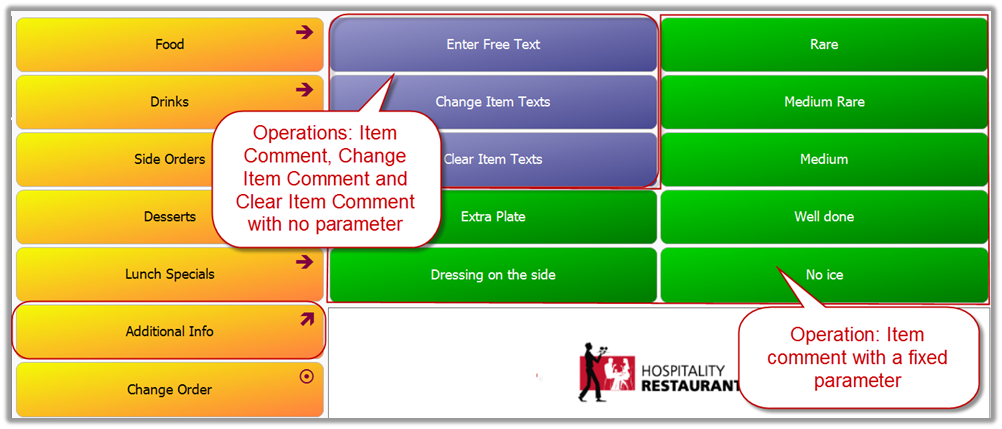 Food
Drinks
Side Orders
Desserts
Lunch Specials
Additional Info
Change Order
Enter Free Text
Change Item Texts
Clear Item Texts
Extra Plate
Dressing on the side
Rare
Medium Rare
Medium
Well done
No ice
Operations: Item
Comment, Change
Item Comment and
Clear Item Comment
with no parameter
Operation: Item
comment with a fixed
parameter
HOSPITALITY
RESTAURANT